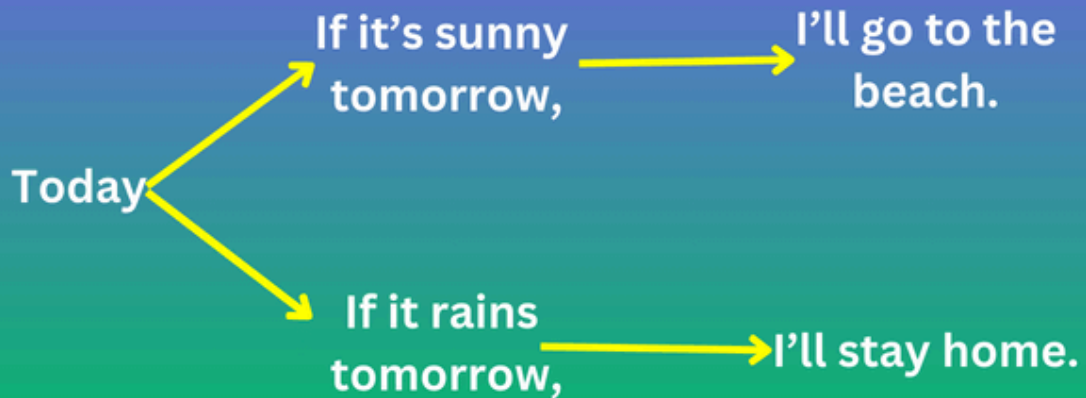 If it’s sunny
tomorrow,
I’ll go to the
beach.
Today
If it rains
tomorrow,
I’ll stay home.